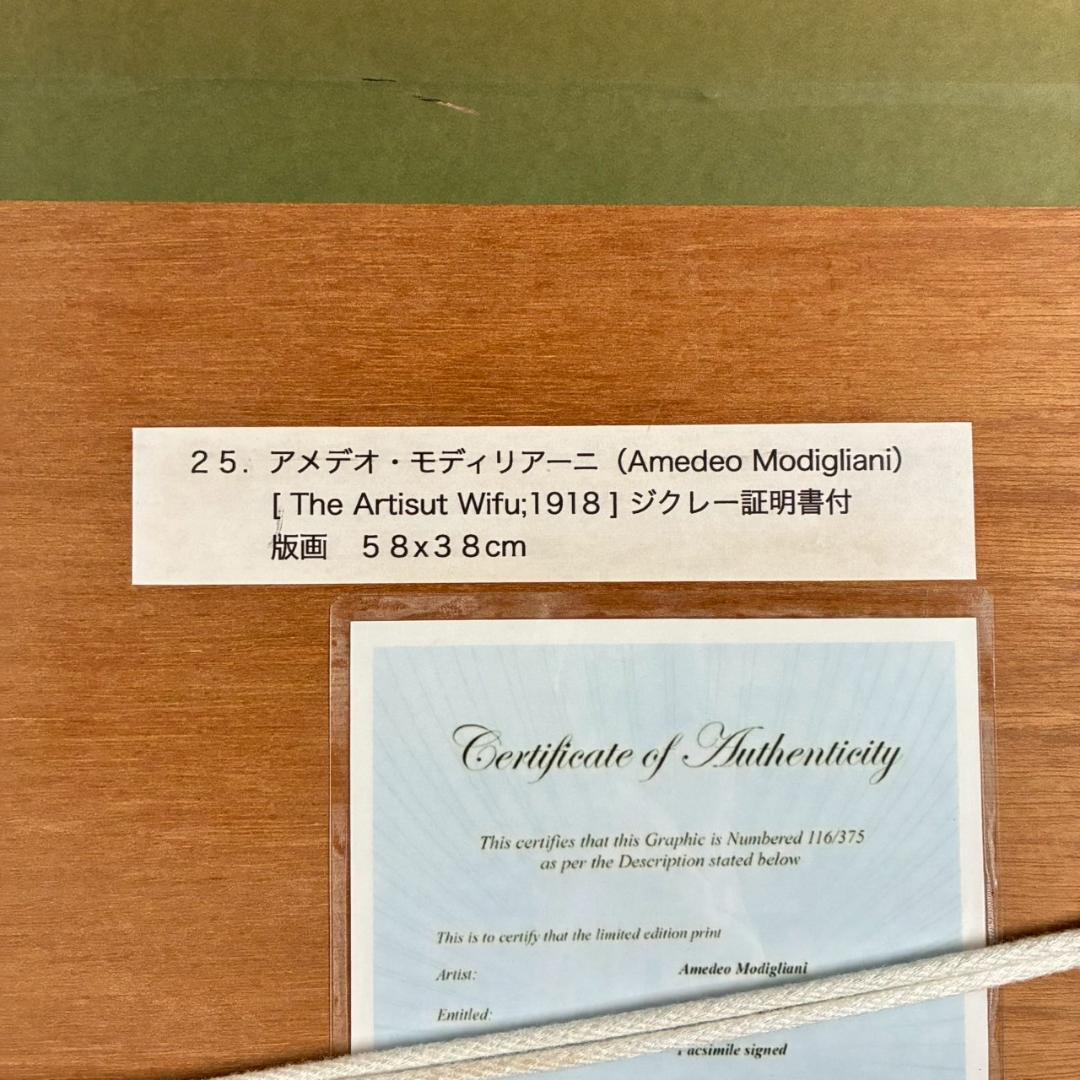 ２５．アメデオ・モディリアーニ（Amedeo Modigliani）
[ The Artisut Wifu;1918 ] ジクレー証明書付
版画　５８x３８cm
Certificate of Authenticity
This certifies that this Graphic is Numbered 116/375
as per the Description stated below
This is to certify that the limited edition print
Artist: Amedeo Modigliani
Entitled:
Facsimile signed